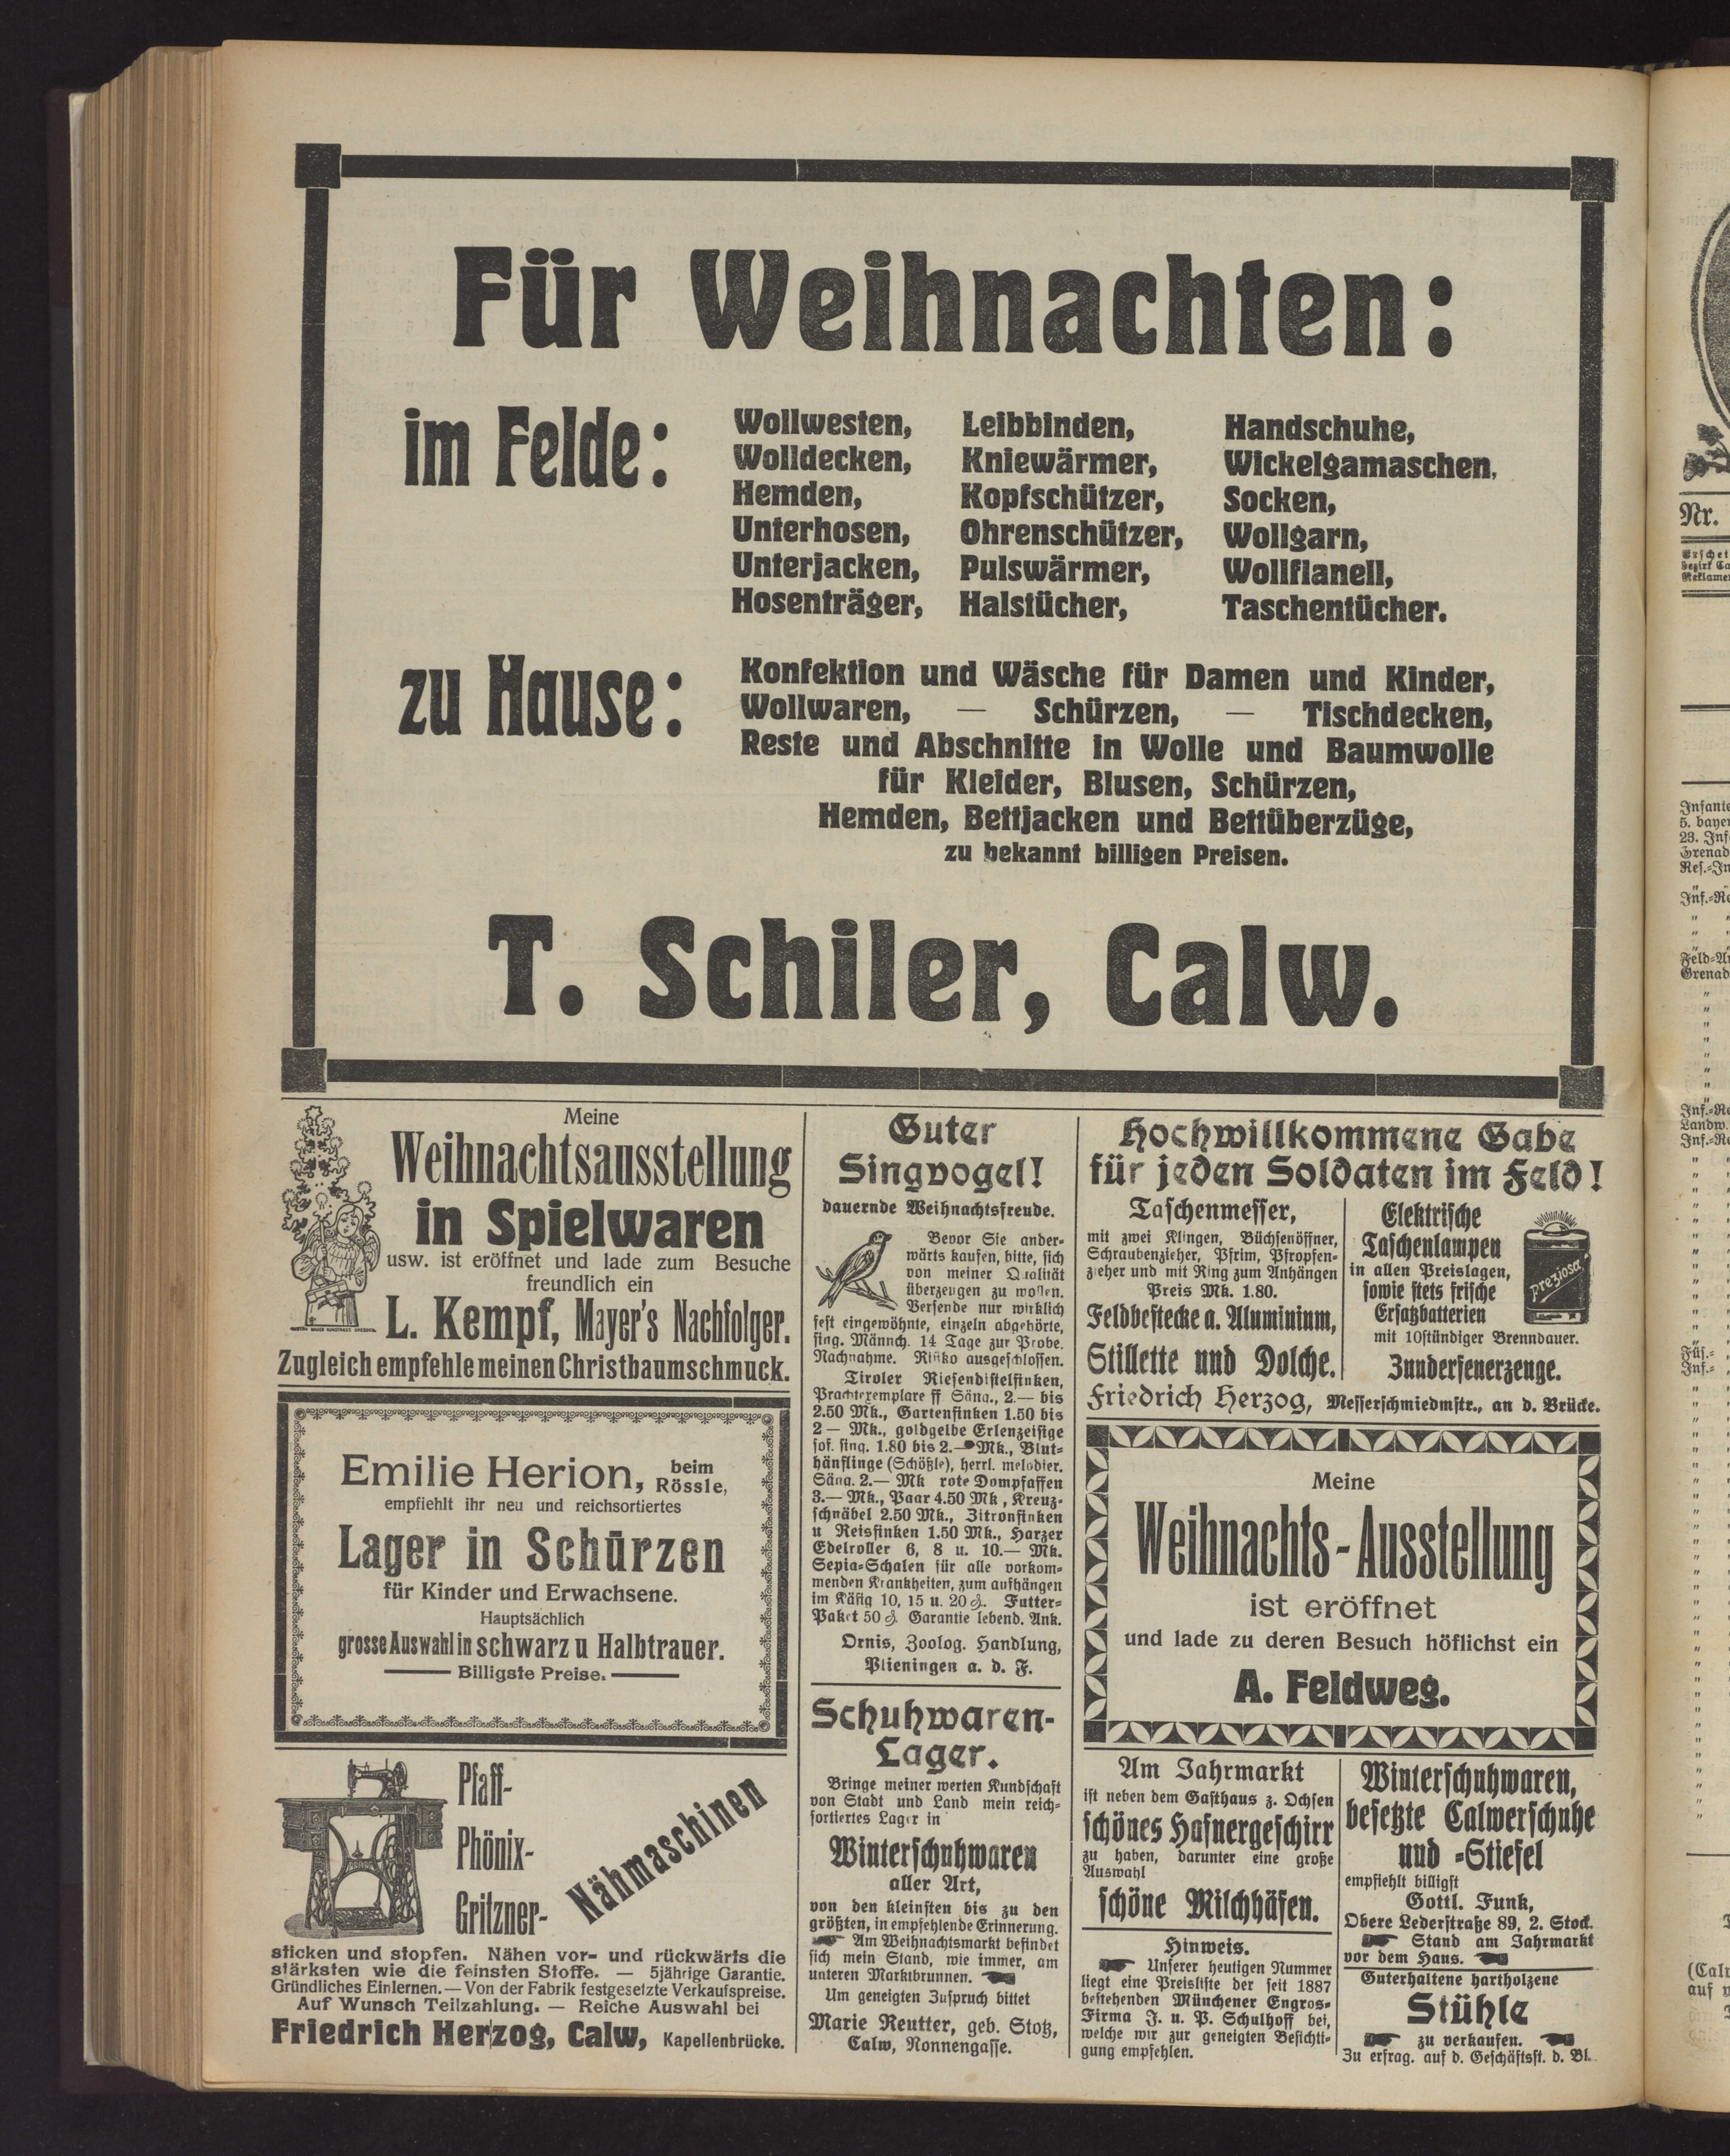 Für Weihnachten:
im Felde:
Wollwesten,
Wolldecken,
Hemden,
Unterhosen,
Unterjacken,
Hosenträger,
Leibbinden,
Kniewärmer,
Kopfschützer,
Ohrenschützer,
Pulswärmer,
Halstücher,
Handschuhe,
Wickelgamaschen,
Socken,
Wollgarn,
Wollflanell,
Taschentücher.
zu Hause:
Konfektion und Wäsche für Damen und Kinder,
Wollwaren, — Schürzen, — Tischdecken,
Reste und Abschnitte in Wolle und Baumwolle
für Kleider, Blusen, Schürzen,
Hemden, Bettjacken und Bettüberzüge,
zu bekannt billigen Preisen.
T. Schiler, Calw.
Meine
Weihnachtsausstellung
in Spielwaren
usw. ist eröffnet und lade zum Besuche
freundlich ein
L. Kempf, Mayer's Nachfolger.
Zugleich empfehle meinen Christbaumschmuck.
Emilie Herion, beim
Rössle,
empfiehlt ihr neu und reichsortiertes
Lager in Schürzen
für Kinder und Erwachsene.
Hauptsächlich
grosse Auswahl in schwarz u Halbtrauer.
Billigste Preise.
Pfaff-
Phönix-
Gritzner-
Nähmaschinen
sticken und stopfen. Nähen vor- und rückwärts die
stärksten wie die feinsten Stoffe. — 5jährige Garantie.
Gründliches Einlernen. — Von der Fabrik festgesetzte Verkaufspreise.
Auf Wunsch Teilzahlung. — Reiche Auswahl bei
Friedrich Herzog, Calw, Kapellenbrücke.
Guter
Singvogel!
dauernde Weihnachtsfreude.
Bevor Sie ander-
wärts kaufen, bitte, sich
von meiner Qualität
überzeugen zu wollen.
Versende nur wirklich
fest eingewöhnte, einzeln abgehörte,
sing. Männch. 14 Tage zur Probe.
Nachnahme. Risiko ausgeschlossen.
Tiroler Riesendistelfinken,
Prachtexemplare ff Säng., 2.— bis
2.50 Mk., Gartenfinken 1.50 bis
2 — Mk., goldgelbe Erlenzeisige
sof. sing. 1.80 bis 2.— Mk., Blut-
hänflinge (Schößle), herrl. melodier.
Säng. 2.— Mk rote Dompfaffen
3.— Mk., Paar 4.50 Mk, Kreuz-
schnäbel 2.50 Mk., Zitronfinken
u Reisfinken 1.50 Mk., Harzer
Edelroller 6, 8 u. 10.— Mk.
Sepia-Schalen für alle vorkom-
menden Krankheiten, zum aufhängen
im Käfig 10, 15 u. 20 ₰. Futter-
Paket 50 ₰. Garantie lebend. Ank.
Ornis, Zoolog. Handlung,
Plieningen a. d. F.
Schuhwaren-
Lager.
Bringe meiner werten Kundschaft
von Stadt und Land mein reich-
sortiertes Lager in
Winterschuhwaren
aller Art,
von den kleinsten bis zu den
größten, in empfehlende Erinnerung.
Am Weihnachtsmarkt befindet
sich mein Stand, wie immer, am
unteren Marktbrunnen.
Um geneigten Zuspruch bittet
Marie Reutter, geb. Stotz,
Calw, Nonnengasse.
Hochwillkommene Gabe
für jeden Soldaten im Feld!
Taschenmesser,
mit zwei Klingen, Büchsenöffner,
Schraubenzieher, Pfrim, Pfropfen-
zieher und mit Ring zum Anhängen
Preis Mk. 1.80.
Feldbestecke a. Aluminium,
Stillette und Dolche.
Elektrische
Taschenlampen
in allen Preislagen,
sowie stets frische
Ersatzbatterien
mit 10stündiger Brenndauer.
Zunderfeuerzeuge.
Preziosa
Friedrich Herzog, Messerschmiedmstr., an d. Brücke.
Meine
Weihnachts-Ausstellung
ist eröffnet
und lade zu deren Besuch höflichst ein
A. Feldweg.
Am Jahrmarkt
ist neben dem Gasthaus z. Ochsen
schönes Hafnergeschirr
zu haben, darunter eine große
Auswahl
schöne Milchhäfen.
Hinweis.
Unserer heutigen Nummer
liegt eine Preisliste der seit 1887
bestehenden Münchener Engros-
Firma J. u. P. Schulhoff bei,
welche wir zur geneigten Besichti-
gung empfehlen.
Winterschuhwaren,
besetzte Calwerschuhe
und -Stiefel
empfiehlt billigst
Gottl. Funk,
Obere Lederstraße 89, 2. Stock.
Stand am Jahrmarkt
vor dem Haus.
Guterhaltene hartholzene
Stühle
zu verkaufen.
Zu erfrag. auf d. Geschäftsst. d. Bl.
Nr.